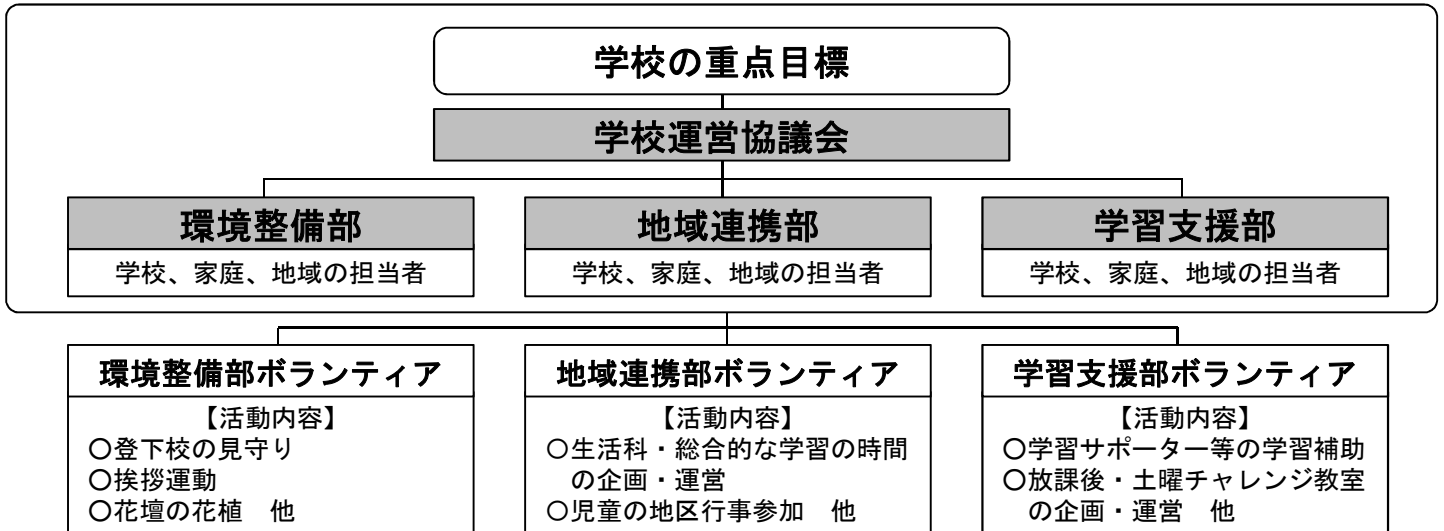 学校の重点目標
学校運営協議会
環境整備部
学校、家庭、地域の担当者
地域連携部
学校、家庭、地域の担当者
学習支援部
学校、家庭、地域の担当者
環境整備部ボランティア
【活動内容】
○登下校の見守り
○挨拶運動
○花壇の花植　他
地域連携部ボランティア
【活動内容】
○生活科・総合的な学習の時間
の企画・運営
○児童の地区行事参加　他
学習支援部ボランティア
【活動内容】
○学習サポーター等の学習補助
○放課後・土曜チャレンジ教室
の企画・運営　他